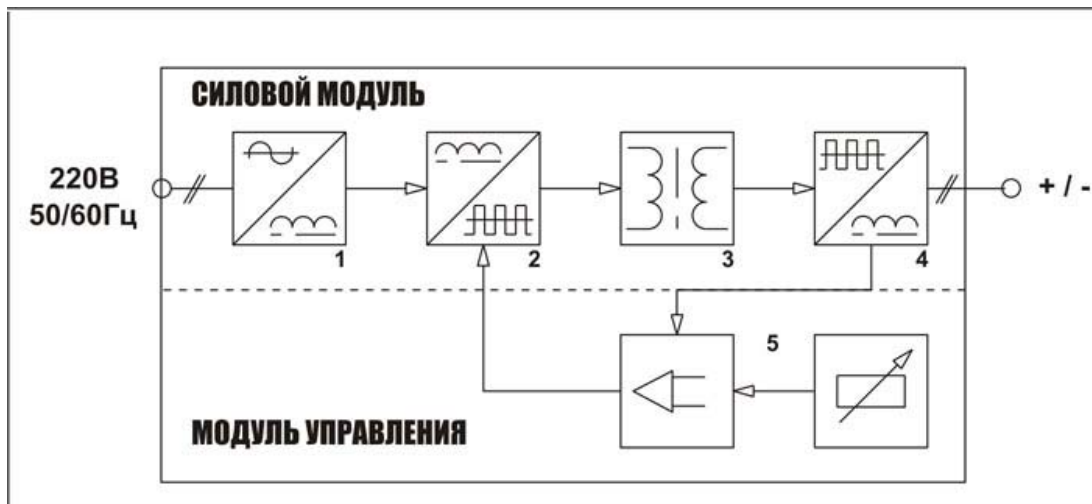 СИЛОВОЙ МОДУЛЬ
220В
50/60Гц
+ / -
1
2
3
4
5
МОДУЛЬ УПРАВЛЕНИЯ